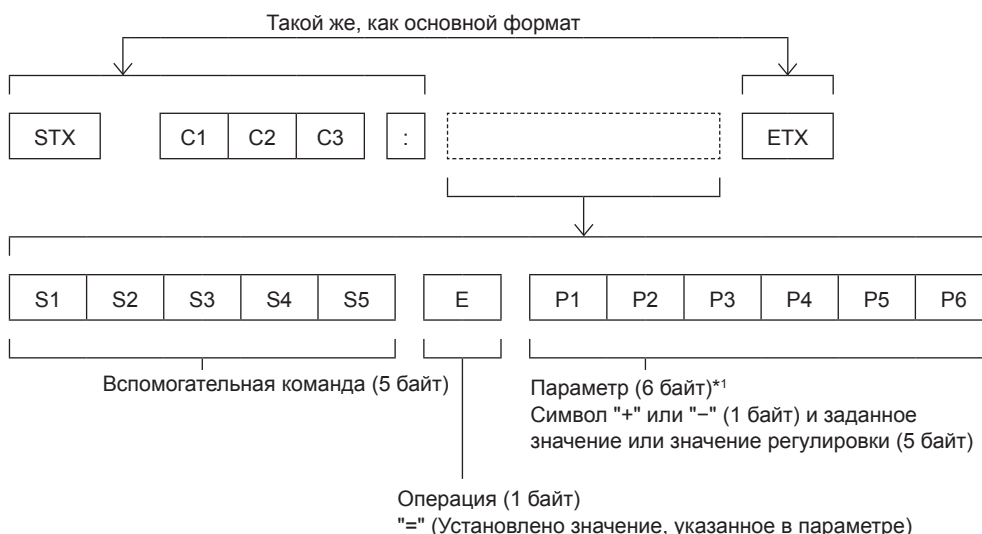 Такой же, как основной формат
STX C1 C2 C3 : ETX
S1 S2 S3 S4 S5 E P1 P2 P3 P4 P5 P6
Вспомогательная команда (5 байт)
Параметр (6 байт)*1
Символ "+" или "−" (1 байт) и заданное
значение или значение регулировки (5 байт)
Операция (1 байт)
"=" (Установлено значение, указанное в параметре)